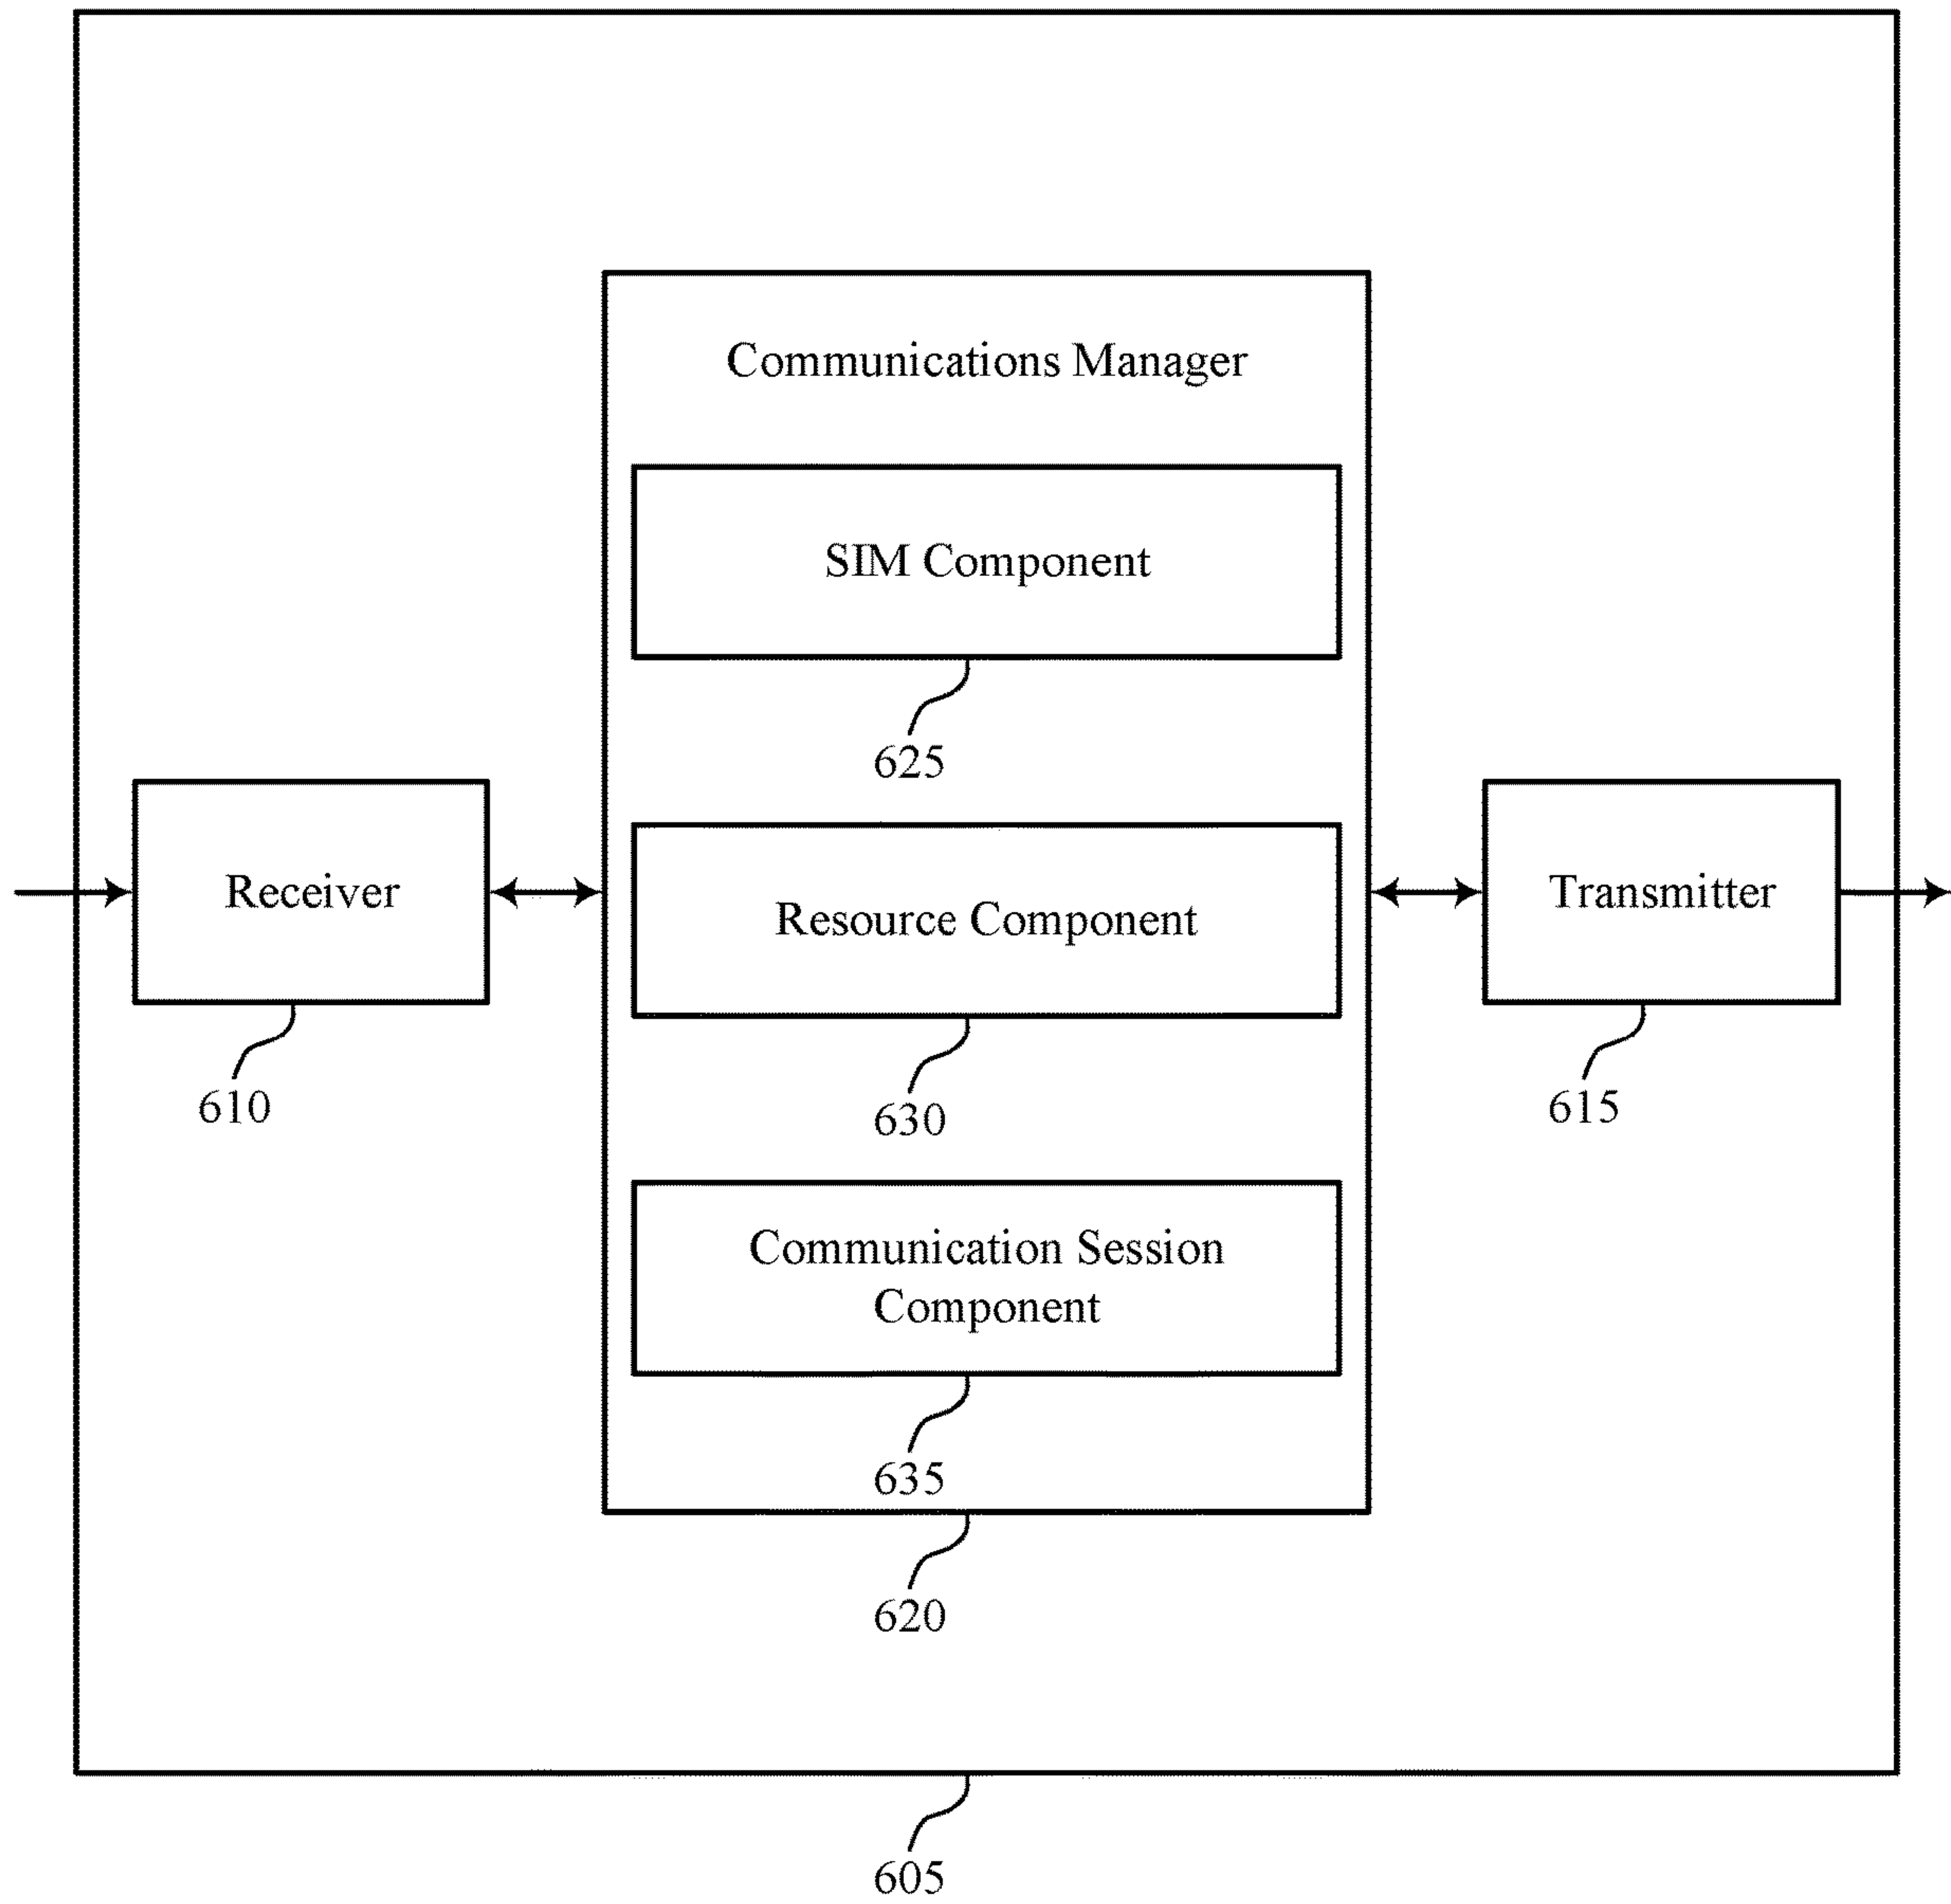 Communications Manager
SIM Component
625
Receiver
610
Resource Component
630
Transmitter
615
Communication Session
Component
635
620
605